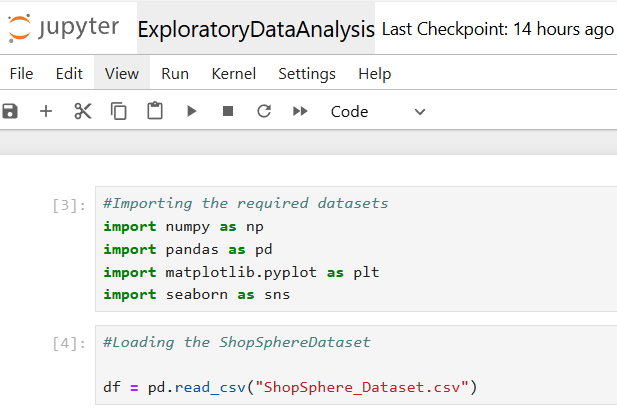 jupyter ExploratoryDataAnalysis Last Checkpoint: 14 hours ago
File Edit View Run Kernel Settings Help
Code
[3]: #Importing the required datasets
import numpy as np
import pandas as pd
import matplotlib.pyplot as plt
import seaborn as sns
[4]: #Loading the ShopSphereDataset
df = pd.read_csv("ShopSphere_Dataset.csv")